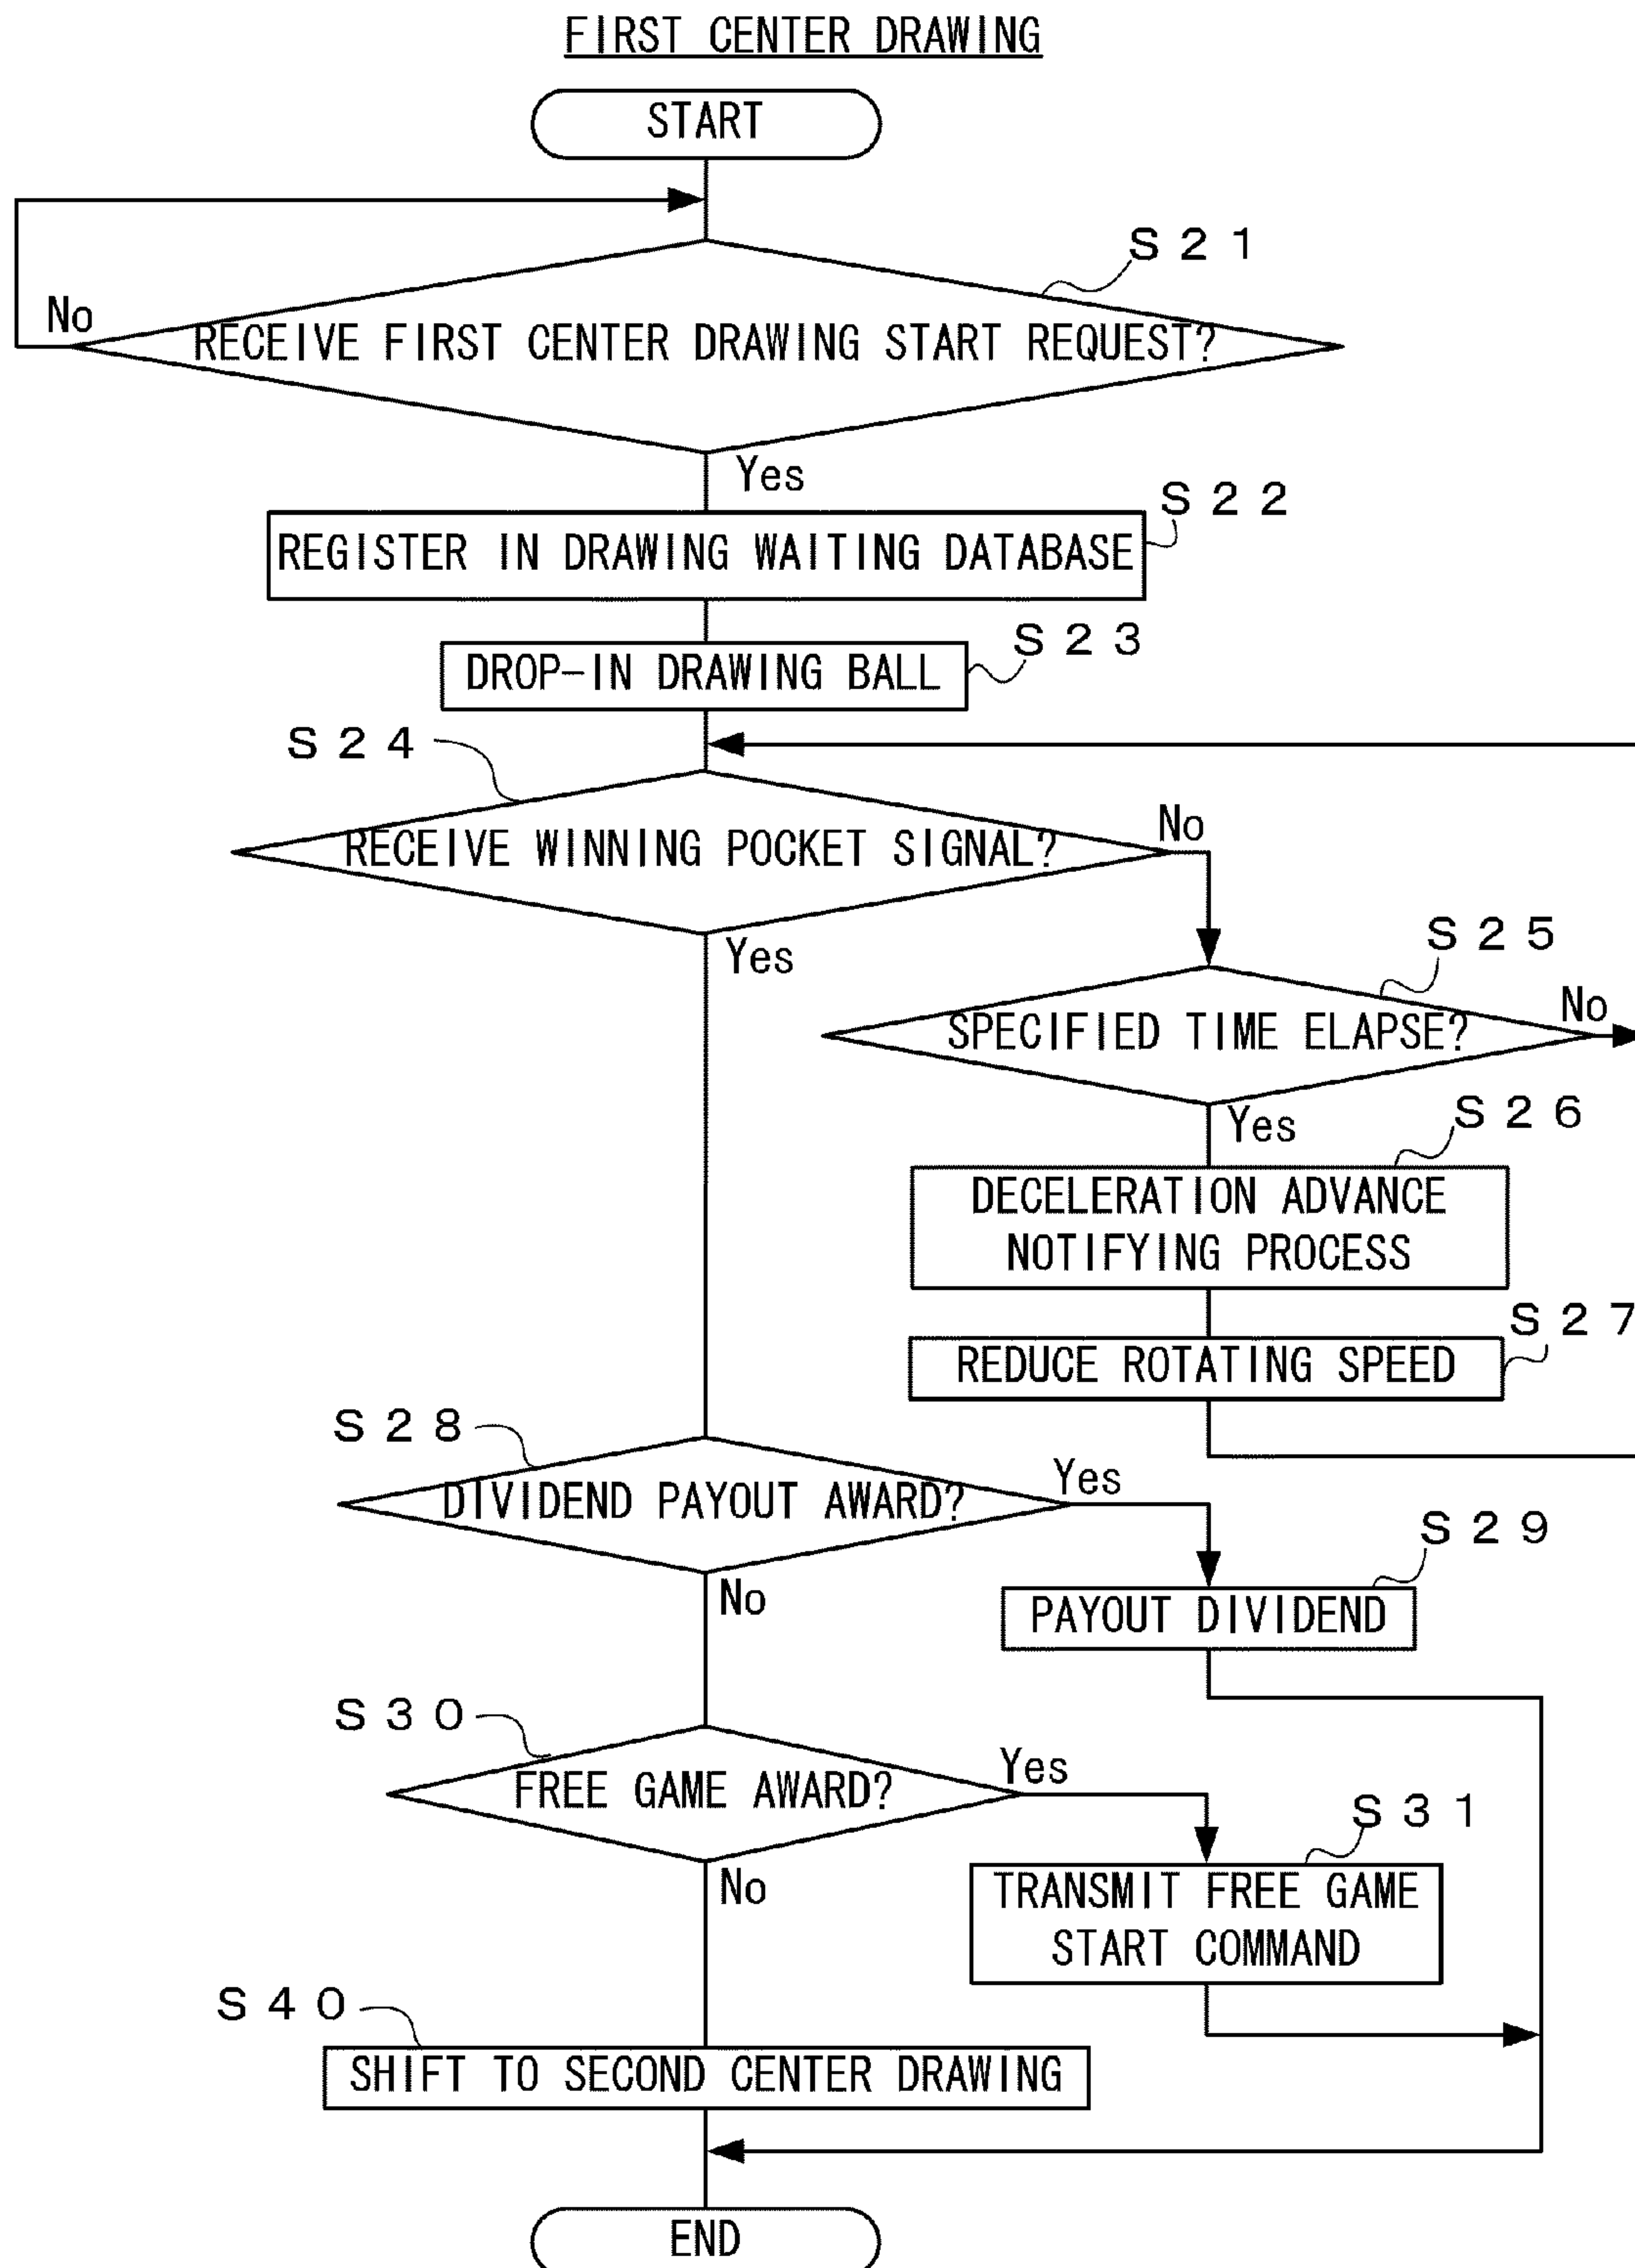 FIRST CENTER DRAWING
START
S21
No
RECEIVE FIRST CENTER DRAWING START REQUEST?
Yes
S22
REGISTER IN DRAWING WAITING DATABASE
S23
DROP-IN DRAWING BALL
S24
No
RECEIVE WINNING POCKET SIGNAL?
Yes
S25
No
SPECIFIED TIME ELAPSE?
Yes
S26
DECELERATION ADVANCE
NOTIFYING PROCESS
S27
REDUCE ROTATING SPEED
S28
Yes
DIVIDEND PAYOUT AWARD?
S29
No
PAYOUT DIVIDEND
S30
Yes
FREE GAME AWARD?
S31
No
TRANSMIT FREE GAME
START COMMAND
S40
SHIFT TO SECOND CENTER DRAWING
END